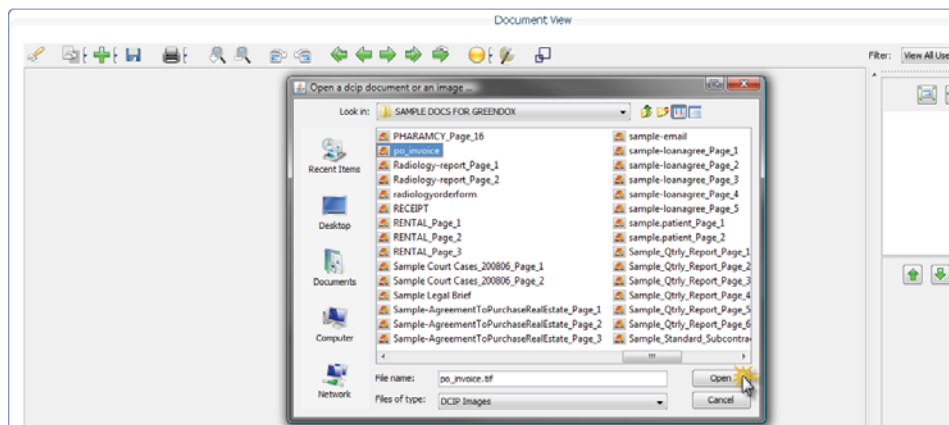 Document View
Filter: View All Use
Open a dcip document or an image ...
Look in: SAMPLE DOCS FOR GREENDOX
Recent Items
Desktop
Documents
Computer
Network
PHARAMCY_Page_16
po_invoice
Radiology-report_Page_1
Radiology-report_Page_2
radiologyorderform
RECEIPT
RENTAL_Page_1
RENTAL_Page_2
RENTAL_Page_3
Sample Court Cases_200806_Page_1
Sample Court Cases_200806_Page_2
Sample Legal Brief
Sample-AgreementToPurchaseRealEstate_Page_1
Sample-AgreementToPurchaseRealEstate_Page_2
Sample-AgreementToPurchaseRealEstate_Page_3
sample-email
sample-loanagree_Page_1
sample-loanagree_Page_2
sample-loanagree_Page_3
sample-loanagree_Page_4
sample-loanagree_Page_5
sample.patient_Page_1
sample.patient_Page_2
Sample_Qtrly_Report_Page_1
Sample_Qtrly_Report_Page_2
Sample_Qtrly_Report_Page_3
Sample_Qtrly_Report_Page_4
Sample_Qtrly_Report_Page_5
Sample_Qtrly_Report_Page_6
Sample_Standard_Subcontra
File name: po_invoice.tif
Open
Files of type: DCIP Images
Cancel